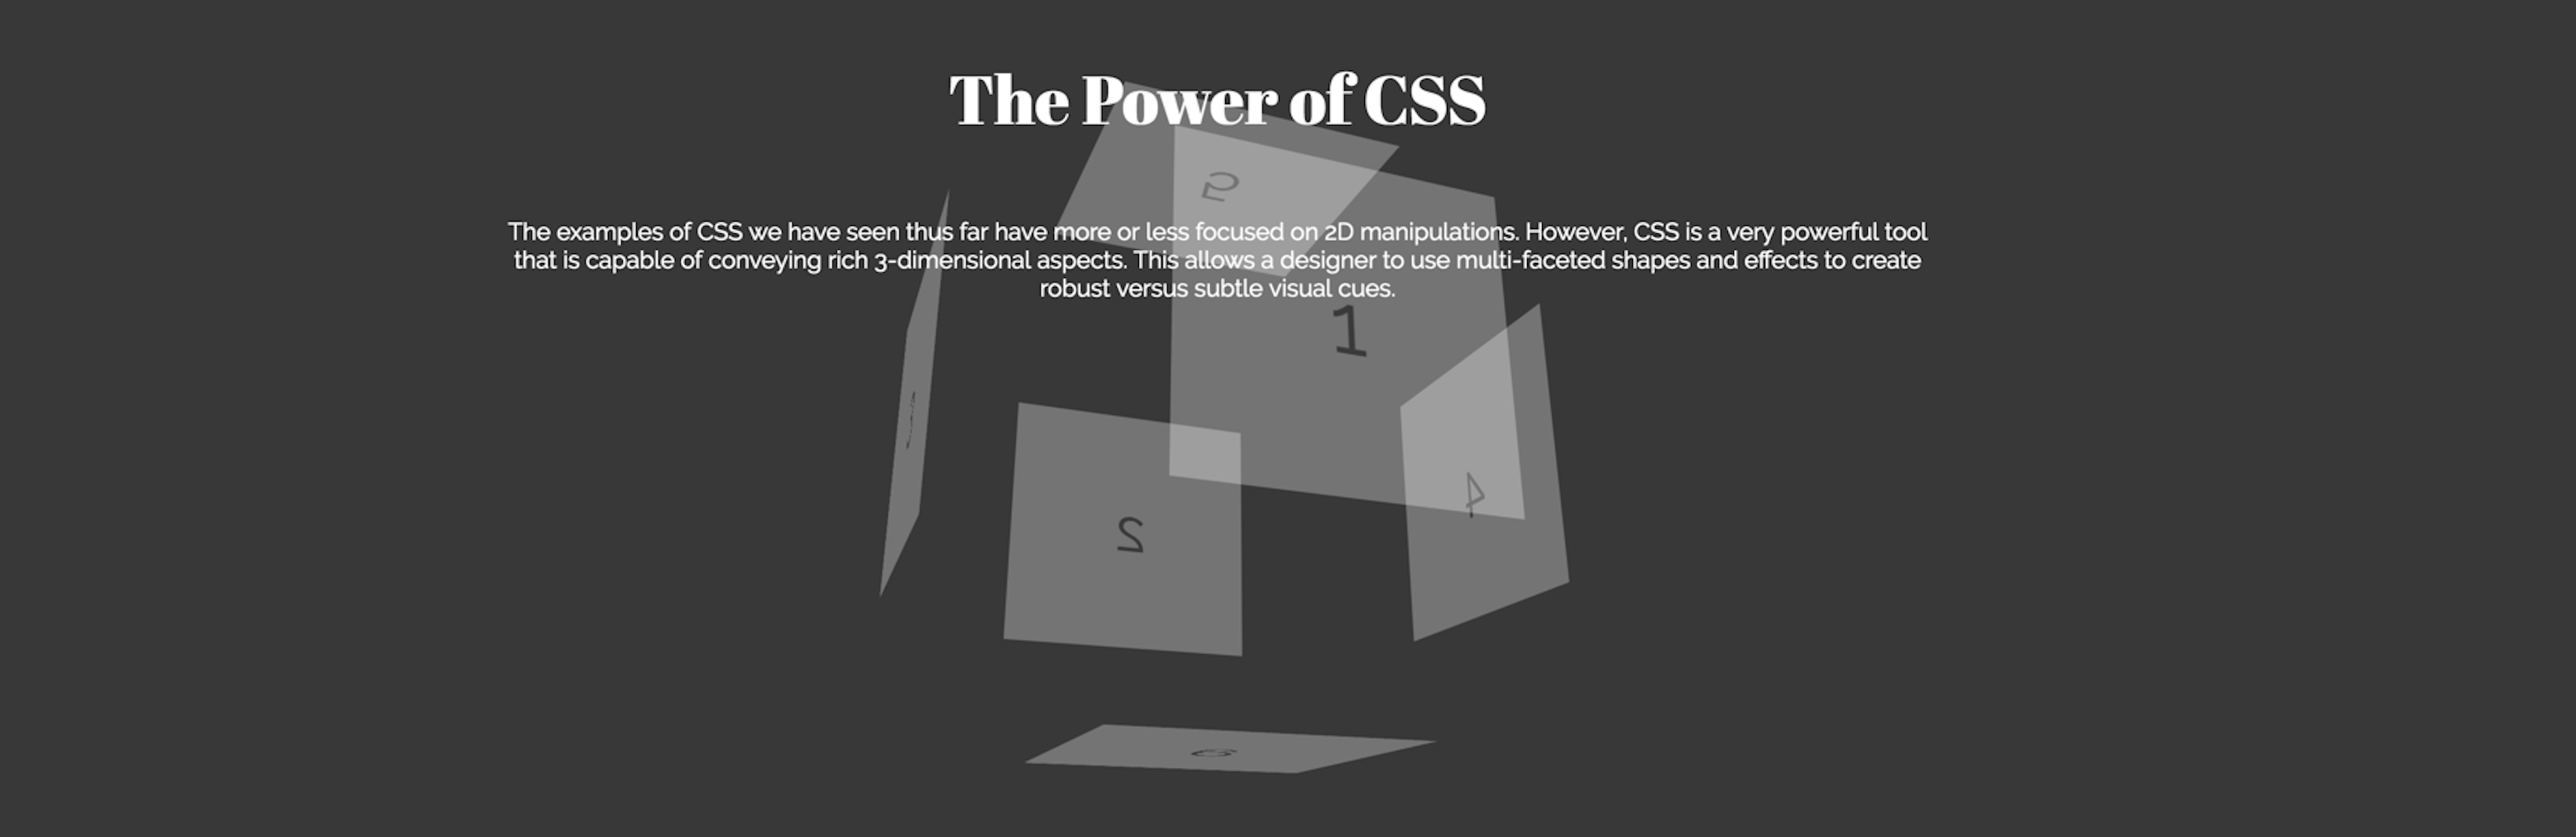 The Power of CSS
5
The examples of CSS we have seen thus far have more or less focused on 2D manipulations. However, CSS is a very powerful tool
that is capable of conveying rich 3-dimensional aspects. This allows a designer to use multi-faceted shapes and effects to create
robust versus subtle visual cues.
1
4
2
6